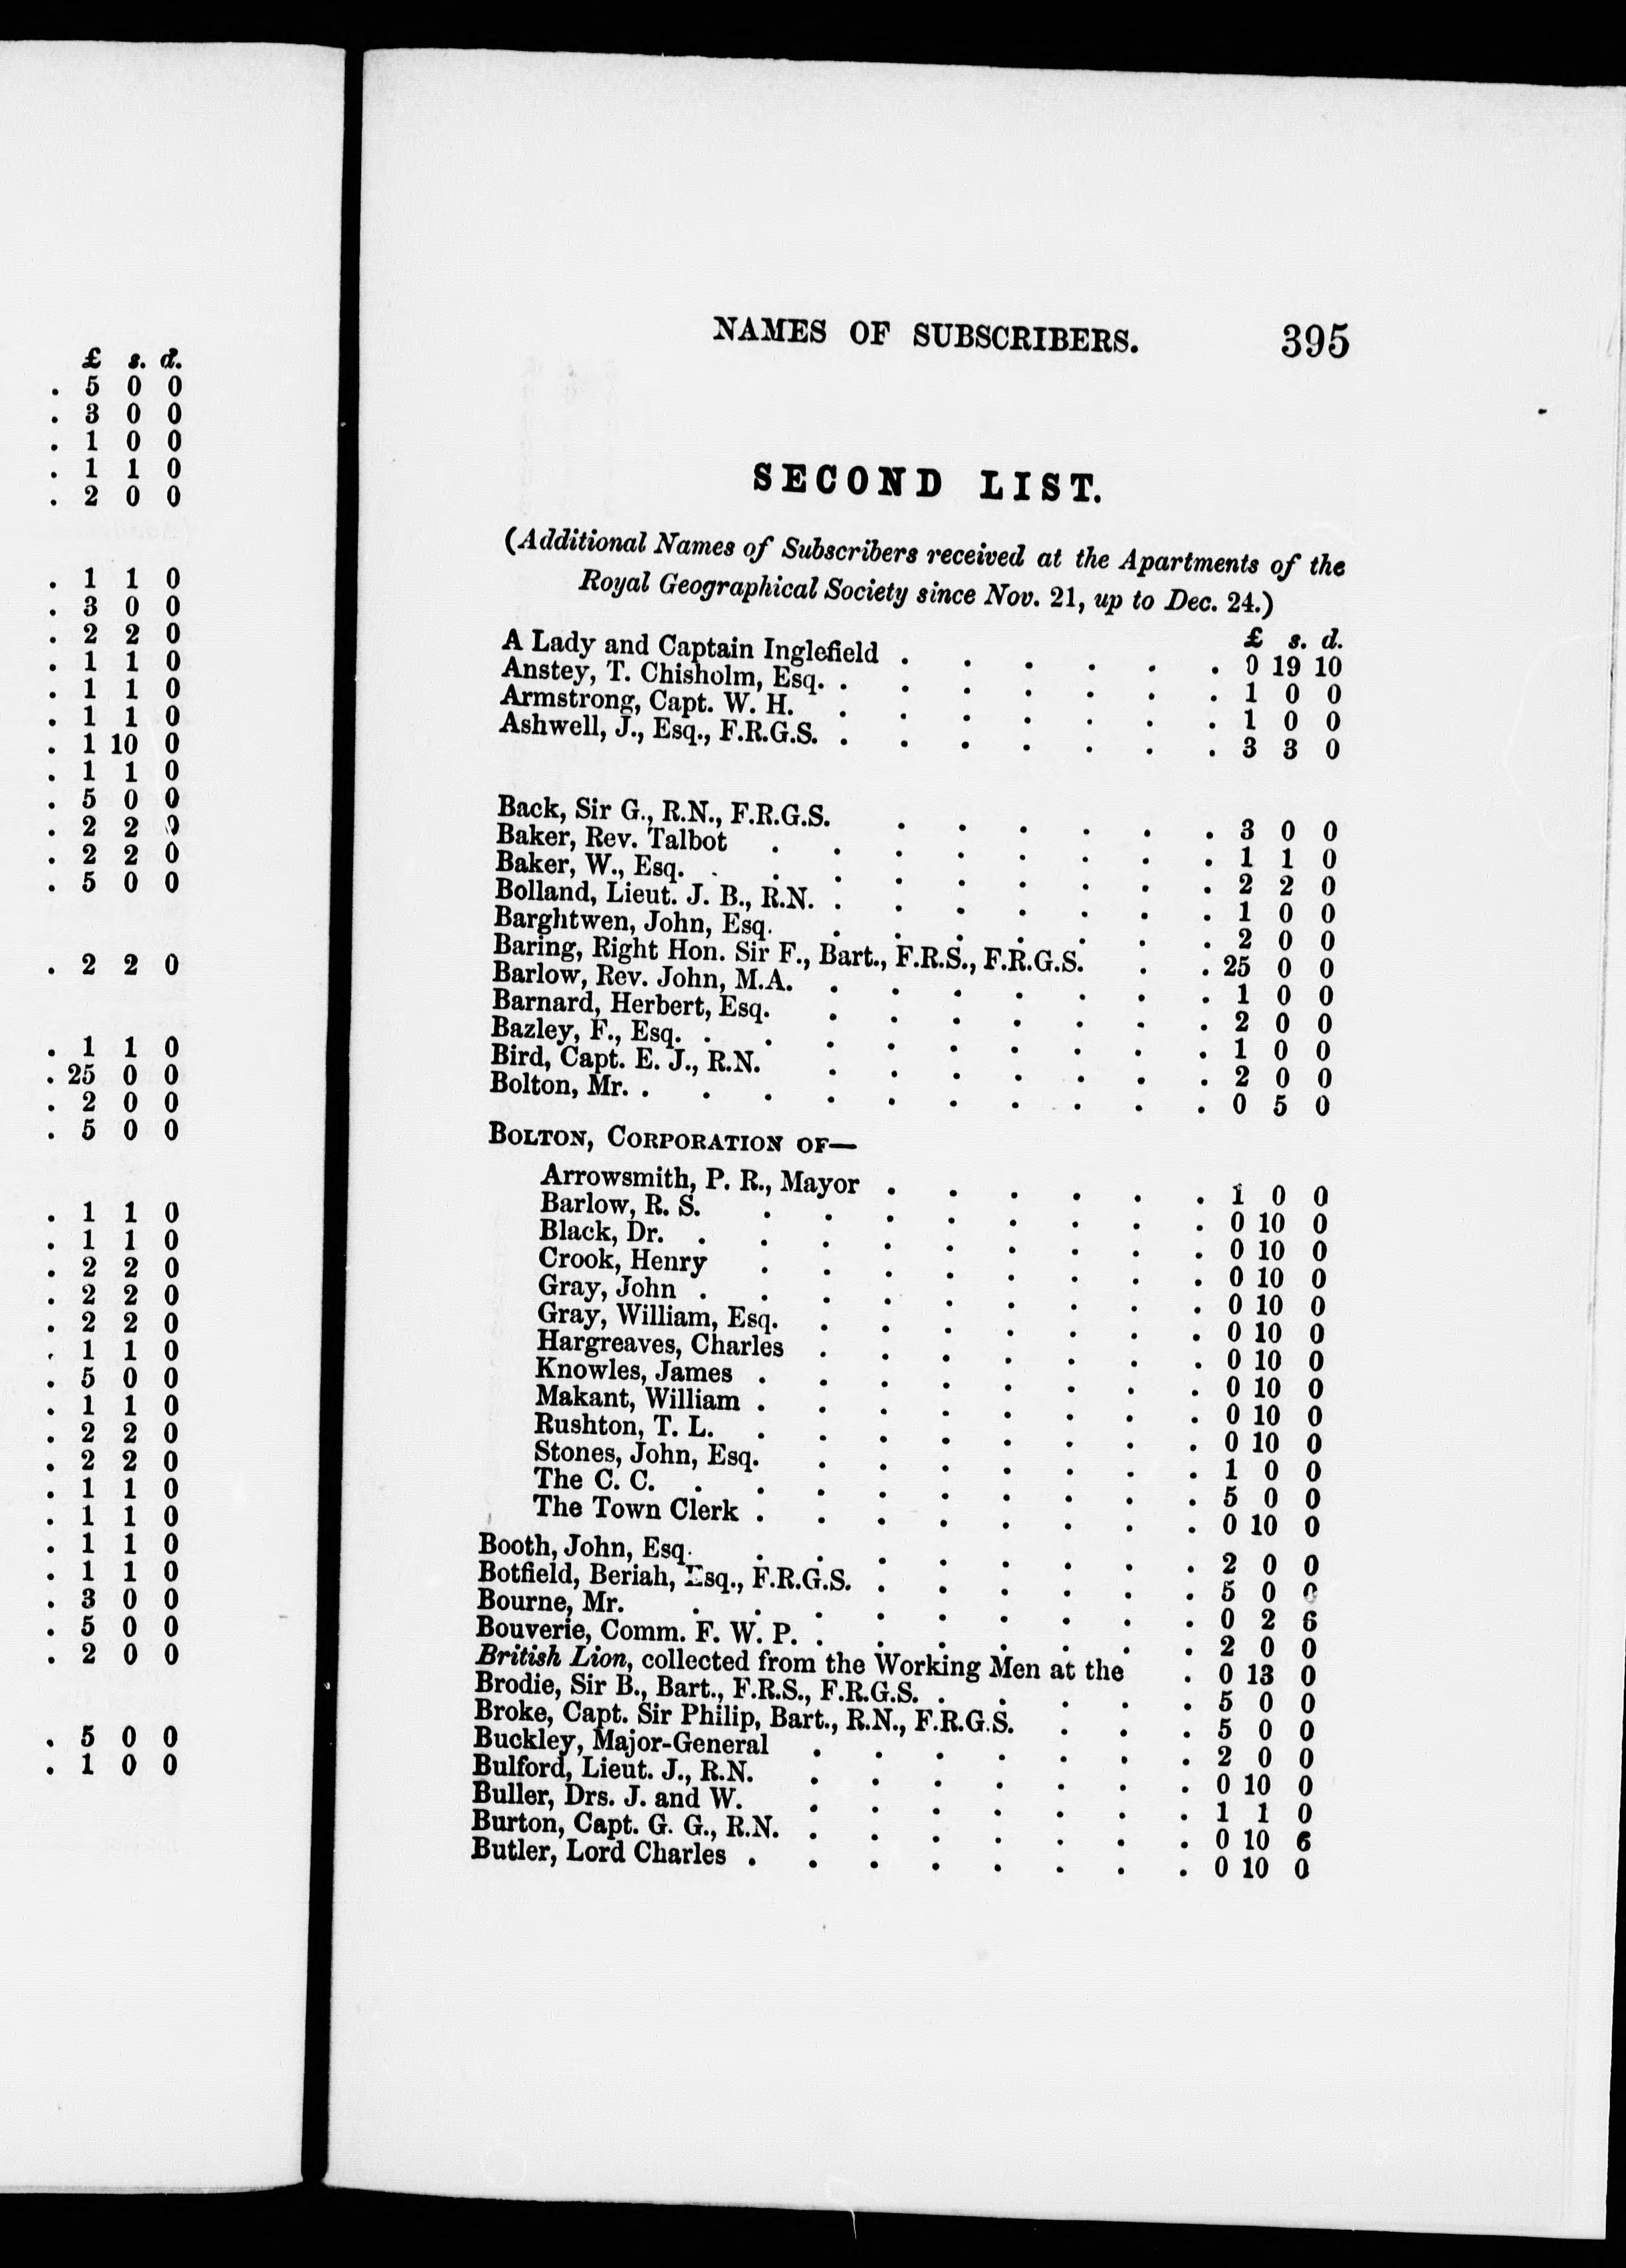 £ s. d.
. 5 0 0
. 3 0 0
. 1 0 0
. 1 1 0
. 2 0 0
. 1 1 0
. 3 0 0
. 2 2 0
. 1 1 0
. 1 1 0
. 1 1 0
. 1 10 0
. 1 1 0
. 5 0 0
. 2 2 0
. 2 2 0
. 5 0 0
. 2 2 0
. 1 1 0
. 25 0 0
. 2 0 0
. 5 0 0
. 1 1 0
. 1 1 0
. 2 2 0
. 2 2 0
. 2 2 0
. 1 1 0
. 5 0 0
. 1 1 0
. 2 2 0
. 2 2 0
. 1 1 0
. 1 1 0
. 1 1 0
. 1 1 0
. 3 0 0
. 5 0 0
. 2 0 0
. 5 0 0
. 1 0 0
NAMES OF SUBSCRIBERS. 395
SECOND LIST.
(Additional Names of Subscribers received at the Apartments of the
Royal Geographical Society since Nov. 21, up to Dec. 24.)
£ s. d.
A Lady and Captain Inglefield . . . . . . 0 19 10
Anstey, T. Chisholm, Esq. . . . . . . . 1 0 0
Armstrong, Capt. W. H. . . . . . . . 1 0 0
Ashwell, J., Esq., F.R.G.S. . . . . . . . 3 3 0
Back, Sir G., R.N., F.R.G.S. . . . . . . 3 0 0
Baker, Rev. Talbot . . . . . . . . 1 1 0
Baker, W., Esq. . . . . . . . . . 2 2 0
Bolland, Lieut. J. B., R.N. . . . . . . . 1 0 0
Barghtwen, John, Esq. . . . . . . . 2 0 0
Baring, Right Hon. Sir F., Bart., F.R.S., F.R.G.S. . . 25 0 0
Barlow, Rev. John, M.A. . . . . . . . 1 0 0
Barnard, Herbert, Esq. . . . . . . . 2 0 0
Bazley, F., Esq. . . . . . . . . . 1 0 0
Bird, Capt. E. J., R.N. . . . . . . . 2 0 0
Bolton, Mr. . . . . . . . . . . 0 5 0
BOLTON, CORPORATION OF—
Arrowsmith, P. R., Mayor . . . . . . 1 0 0
Barlow, R. S. . . . . . . . . 0 10 0
Black, Dr. . . . . . . . . . 0 10 0
Crook, Henry . . . . . . . . 0 10 0
Gray, John . . . . . . . . . 0 10 0
Gray, William, Esq. . . . . . . . 0 10 0
Hargreaves, Charles . . . . . . . 0 10 0
Knowles, James . . . . . . . . 0 10 0
Makant, William . . . . . . . . 0 10 0
Rushton, T. L. . . . . . . . . 0 10 0
Stones, John, Esq. . . . . . . . 1 0 0
The C. C. . . . . . . . . . 5 0 0
The Town Clerk . . . . . . . . 0 10 0
Booth, John, Esq. . . . . . . . . 2 0 0
Botfield, Beriah, Esq., F.R.G.S. . . . . . . 5 0 0
Bourne, Mr. . . . . . . . . . 0 2 6
Bouverie, Comm. F. W. P. . . . . . . . 2 0 0
British Lion, collected from the Working Men at the . 0 13 0
Brodie, Sir B., Bart., F.R.S., F.R.G.S. . . . . . 5 0 0
Broke, Capt. Sir Philip, Bart., R.N., F.R.G.S. . . . 5 0 0
Buckley, Major-General . . . . . . . 2 0 0
Bulford, Lieut. J., R.N. . . . . . . . 0 10 0
Buller, Drs. J. and W. . . . . . . . 1 1 0
Burton, Capt. G. G., R.N. . . . . . . . 0 10 6
Butler, Lord Charles . . . . . . . . 0 10 0